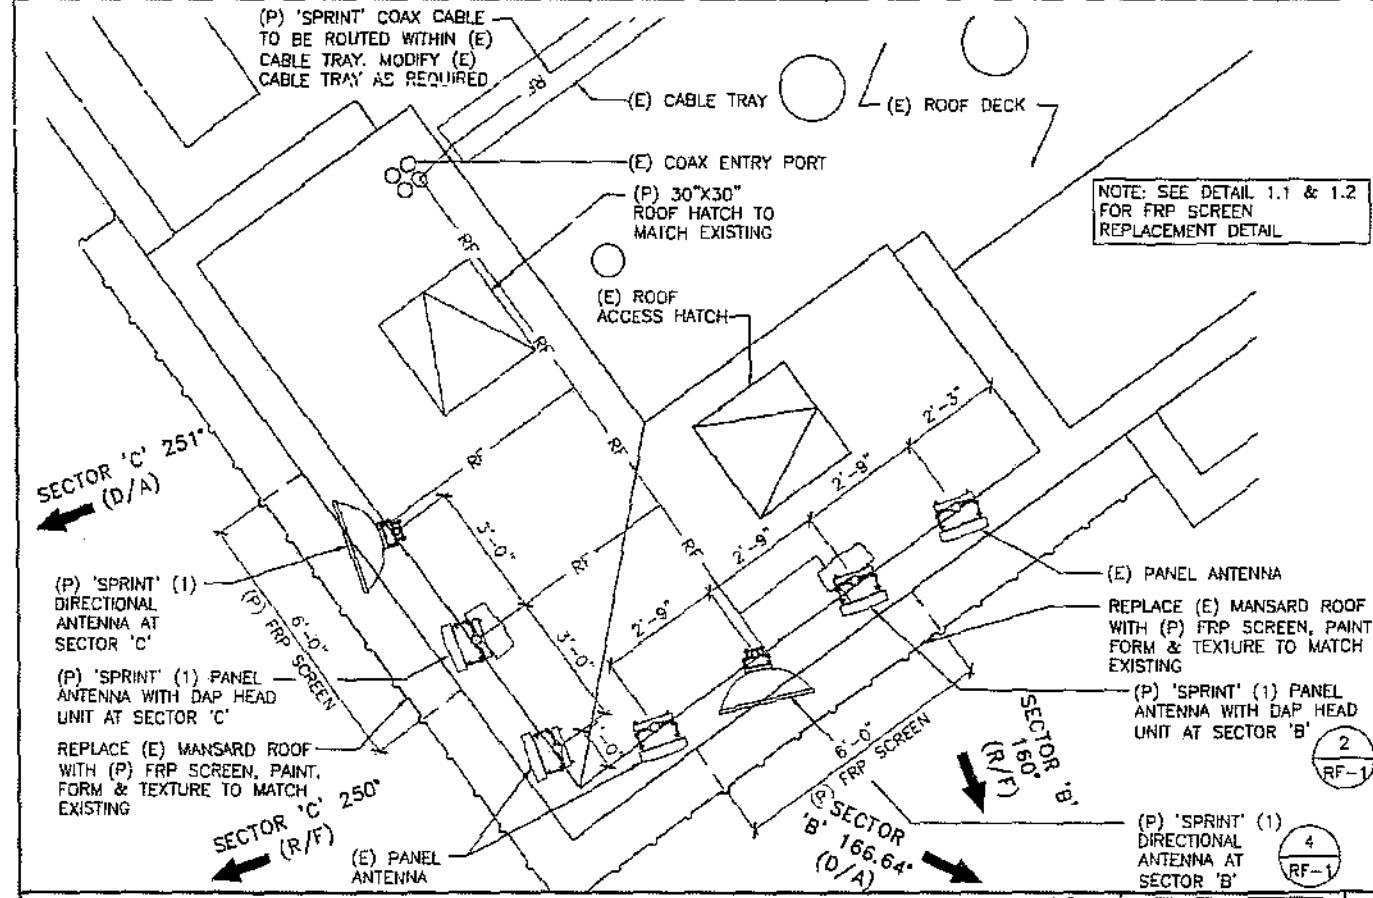 (P) 'SPRINT' COAX CABLE
TO BE ROUTED WITHIN (E)
CABLE TRAY. MODIFY (E)
CABLE TRAY AS REQUIRED
RF
(E) CABLE TRAY
(E) ROOF DECK
(E) COAX ENTRY PORT
(P) 30"X30"
ROOF HATCH TO
MATCH EXISTING
NOTE: SEE DETAIL 1.1 & 1.2
FOR FRP SCREEN
REPLACEMENT DETAIL
RF
(E) ROOF
ACCESS HATCH
RF
RF
RF
RF
2'-3"
2'-9"
2'-9"
2'-9"
3'-0"
3'-0"
SECTOR 'C' 251°
(D/A)
(P) 'SPRINT' (1)
DIRECTIONAL
ANTENNA AT
SECTOR 'C'
6'-0"
(P) FRP SCREEN
(P) 'SPRINT' (1) PANEL
ANTENNA WITH DAP HEAD
UNIT AT SECTOR 'C'
REPLACE (E) MANSARD ROOF
WITH (P) FRP SCREEN, PAINT,
FORM & TEXTURE TO MATCH
EXISTING
SECTOR 'C' 250°
(R/F)
(E) PANEL
ANTENNA
(E) PANEL ANTENNA
REPLACE (E) MANSARD ROOF
WITH (P) FRP SCREEN, PAINT
FORM & TEXTURE TO MATCH
EXISTING
(P) 'SPRINT' (1) PANEL
ANTENNA WITH DAP HEAD
UNIT AT SECTOR 'B'
2
RF-1
6'-0"
(P) FRP SCREEN
SECTOR 'B'
160°
(R/F)
SECTOR
'B' 166.64°
(D/A)
(P) 'SPRINT' (1)
DIRECTIONAL
ANTENNA AT
SECTOR 'B'
4
RF-1